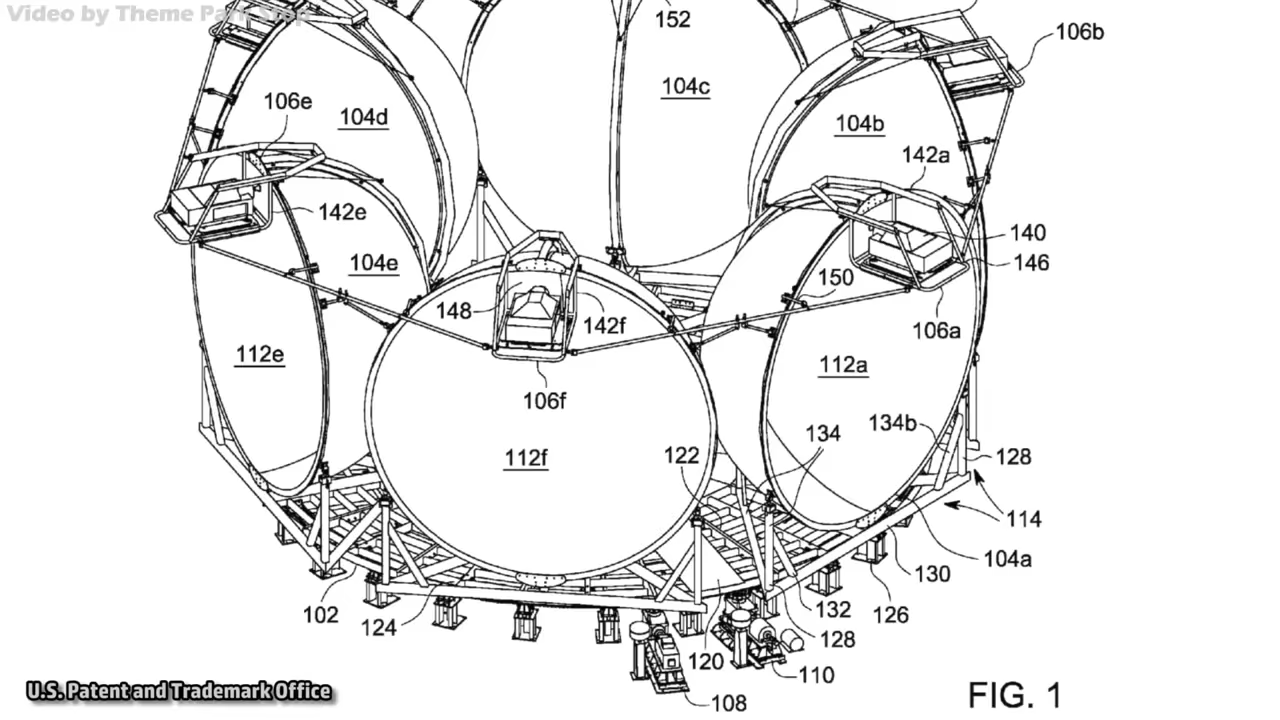 Video by Theme Park Stop
152
106b
104c
106e
104d
104b
142a
142e
140
104e
146
150
148
142f
106a
112e
112a
106f
134b
134
122
128
112f
114
104a
130
102
132
126
124
128
120
110
108
U.S. Patent and Trademark Office
FIG. 1